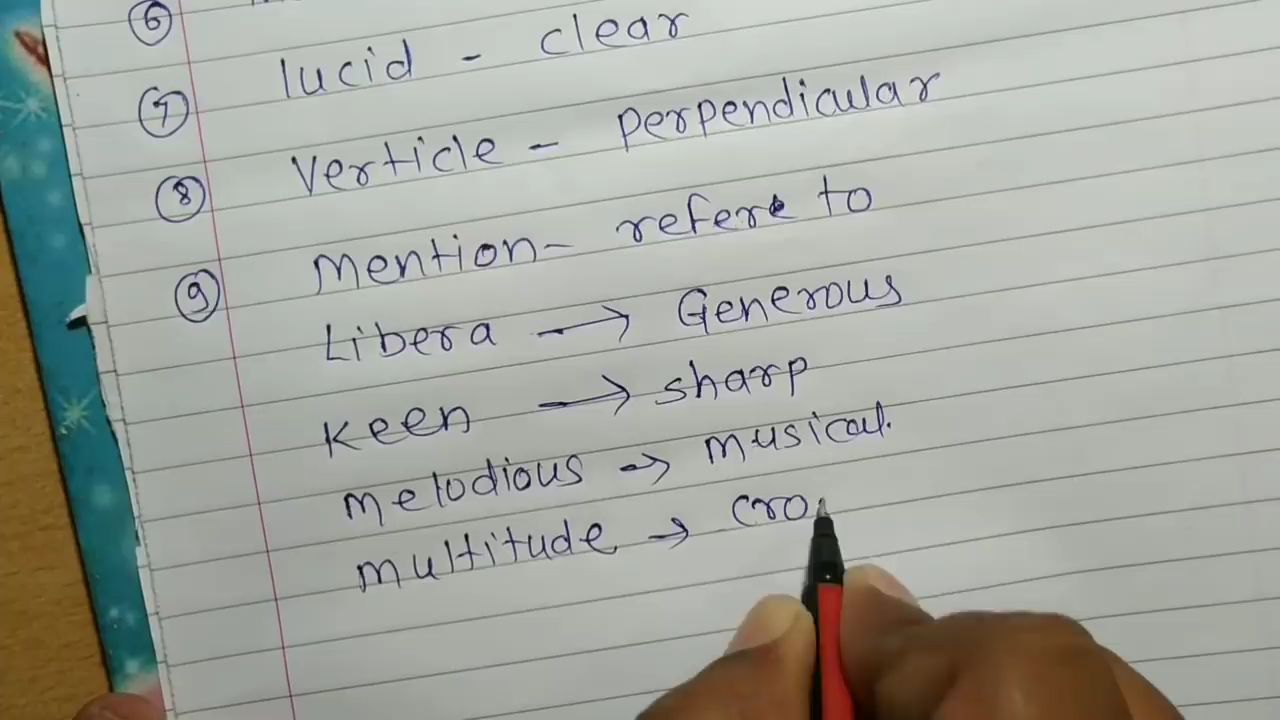 ⑥
⑦ lucid - clear
⑧ Verticle - perpendicular
⑨ Mention - refere to
Libera → Generous
Keen → sharp
Melodious → musical.
Multitude → cro